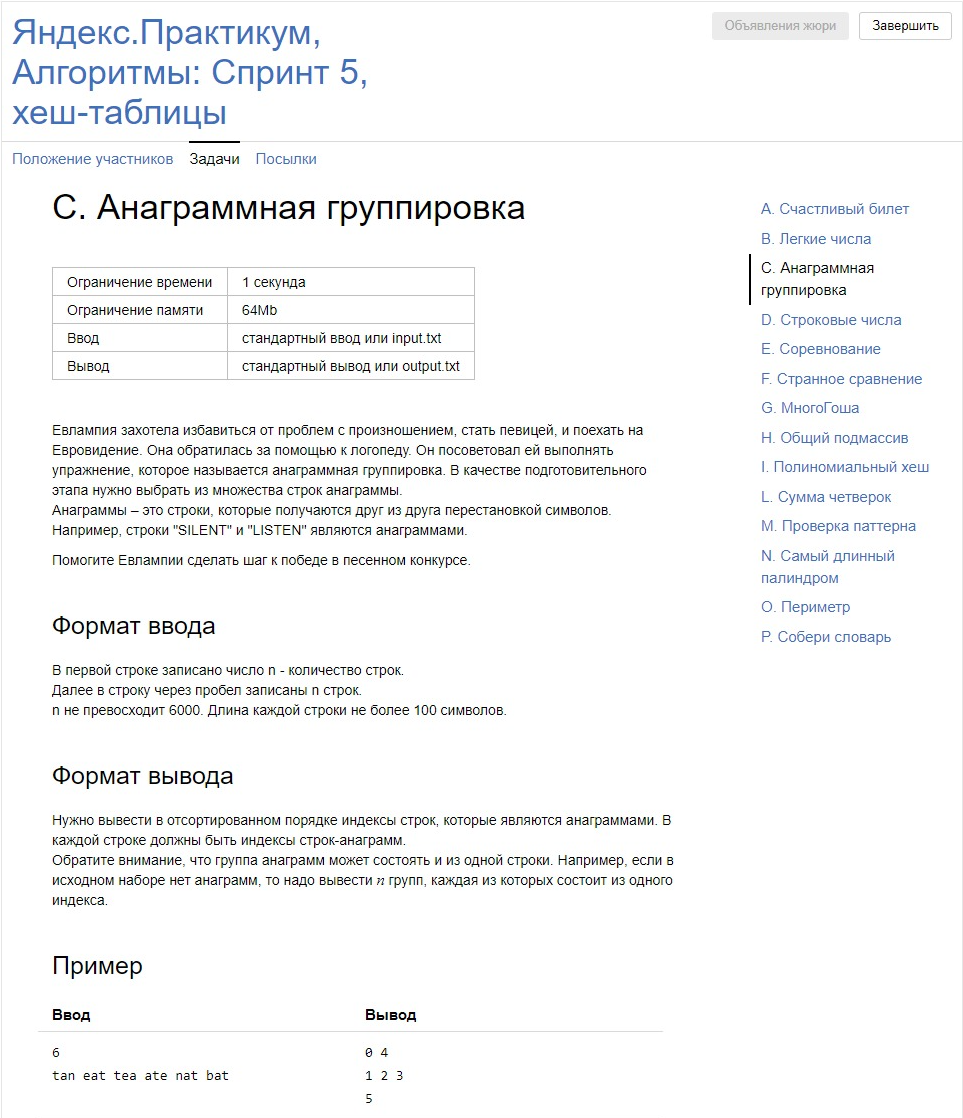 Яндекс.Практикум,
Алгоритмы: Спринт 5,
хеш-таблицы
Объявления жюри
Завершить
Положение участников
Задачи
Посылки
C. Анаграммная группировка
Ограничение времени 1 секунда
Ограничение памяти 64Mb
Ввод стандартный ввод или input.txt
Вывод стандартный вывод или output.txt
Евлампия захотела избавиться от проблем с произношением, стать певицей, и поехать на
Евровидение. Она обратилась за помощью к логопеду. Он посоветовал ей выполнять
упражнение, которое называется анаграммная группировка. В качестве подготовительного
этапа нужно выбрать из множества строк анаграммы.
Анаграммы – это строки, которые получаются друг из друга перестановкой символов.
Например, строки "SILENT" и "LISTEN" являются анаграммами.
Помогите Евлампии сделать шаг к победе в песенном конкурсе.
Формат ввода
В первой строке записано число n - количество строк.
Далее в строку через пробел записаны n строк.
n не превосходит 6000. Длина каждой строки не более 100 символов.
Формат вывода
Нужно вывести в отсортированном порядке индексы строк, которые являются анаграммами. В
каждой строке должны быть индексы строк-анаграмм.
Обратите внимание, что группа анаграмм может состоять и из одной строки. Например, если в
исходном наборе нет анаграмм, то надо вывести n групп, каждая из которых состоит из одного
индекса.
Пример
Ввод Вывод
6 0 4
tan eat tea ate nat bat 1 2 3
5
A. Счастливый билет
B. Легкие числа
C. Анаграммная
группировка
D. Строковые числа
E. Соревнование
F. Странное сравнение
G. МногоГоша
H. Общий подмассив
I. Полиномиальный хеш
L. Сумма четверок
M. Проверка паттерна
N. Самый длинный
палиндром
O. Периметр
P. Собери словарь